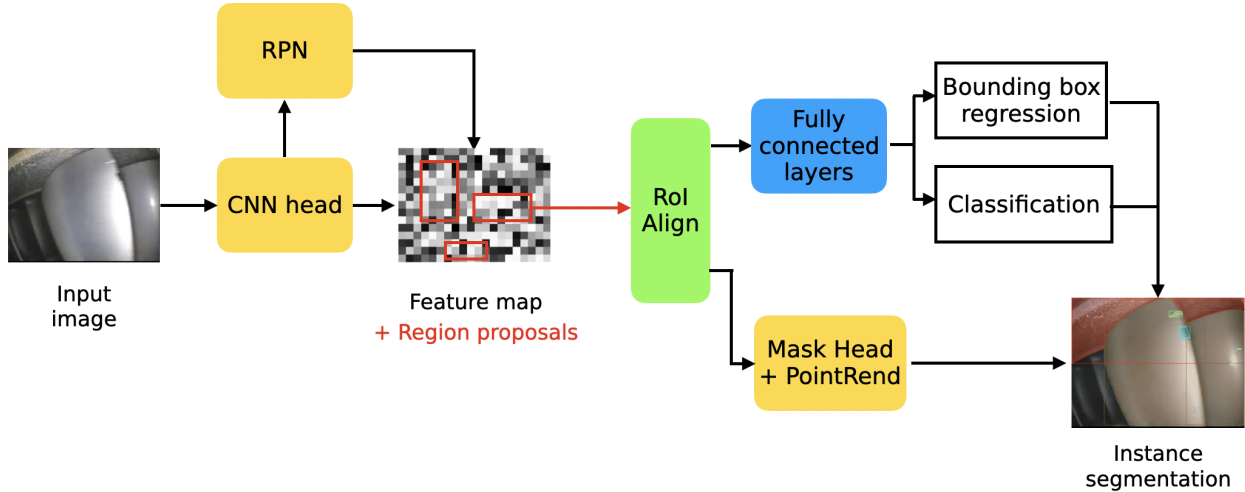 RPN
CNN head
Input
image
Feature map
+ Region proposals
RoI
Align
Fully
connected
layers
Bounding box
regression
Classification
Mask Head
+ PointRend
Instance
segmentation